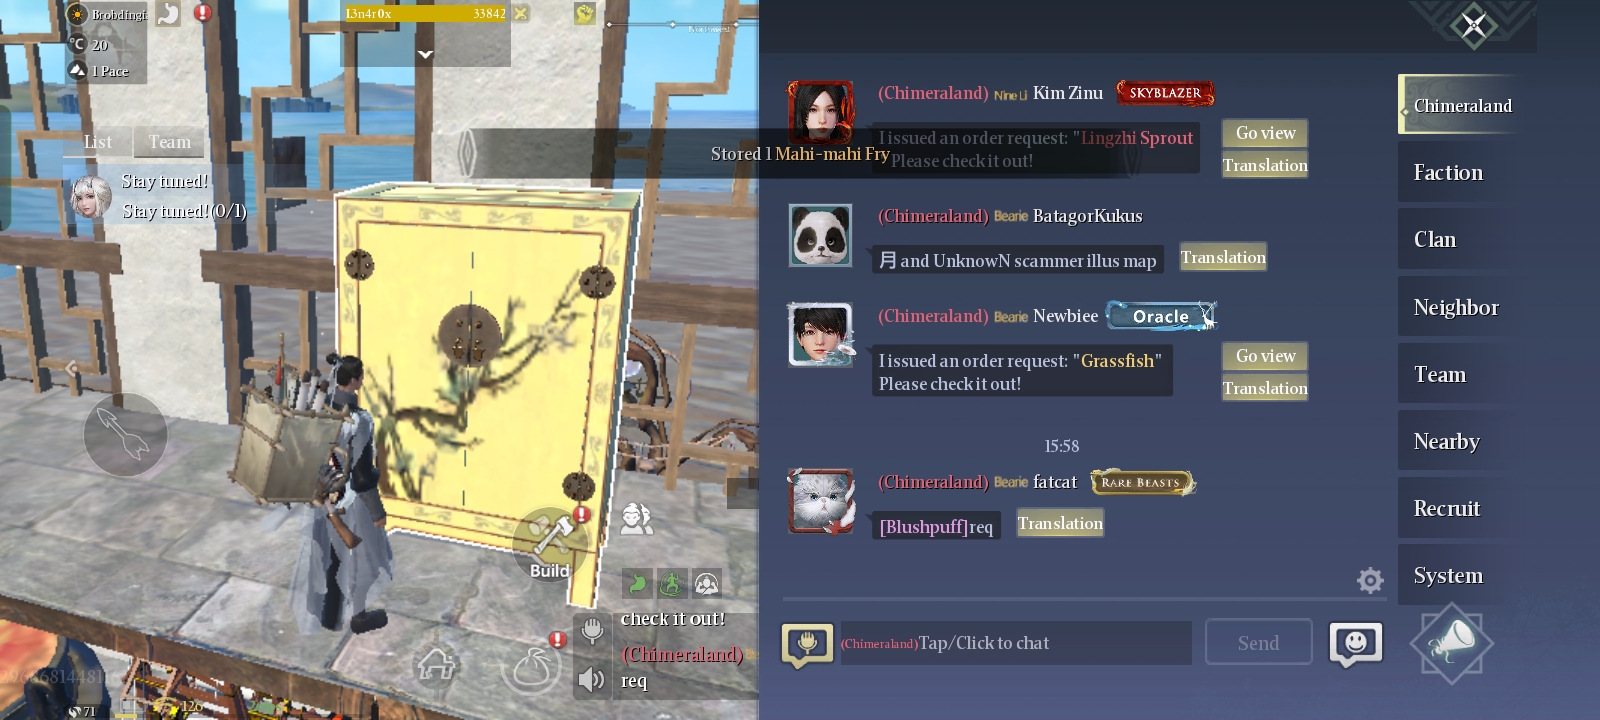 Brobdingi
°C 20
1 Pace
L3n4r0x 33842
List Team
Stay tuned!
Stay tuned!(0/1)
Stored 1 Mahi-mahi Fry
Build
check it out!
(Chimeraland)
req
71
126
(Chimeraland) Nine Li Kim Zinu SKYBLAZER
I issued an order request: "Lingzhi Sprout
Please check it out!
Go view
Translation
(Chimeraland) Bearie BatagorKukus
月 and UnknowN scammer illus map
Translation
(Chimeraland) Bearie Newbiee Oracle
I issued an order request: "Grassfish"
Please check it out!
Go view
Translation
15:58
(Chimeraland) Bearie fatcat RARE BEASTS
[Blushpuff]req
Translation
(Chimeraland)Tap/Click to chat
Send
Chimeraland
Faction
Clan
Neighbor
Team
Nearby
Recruit
System